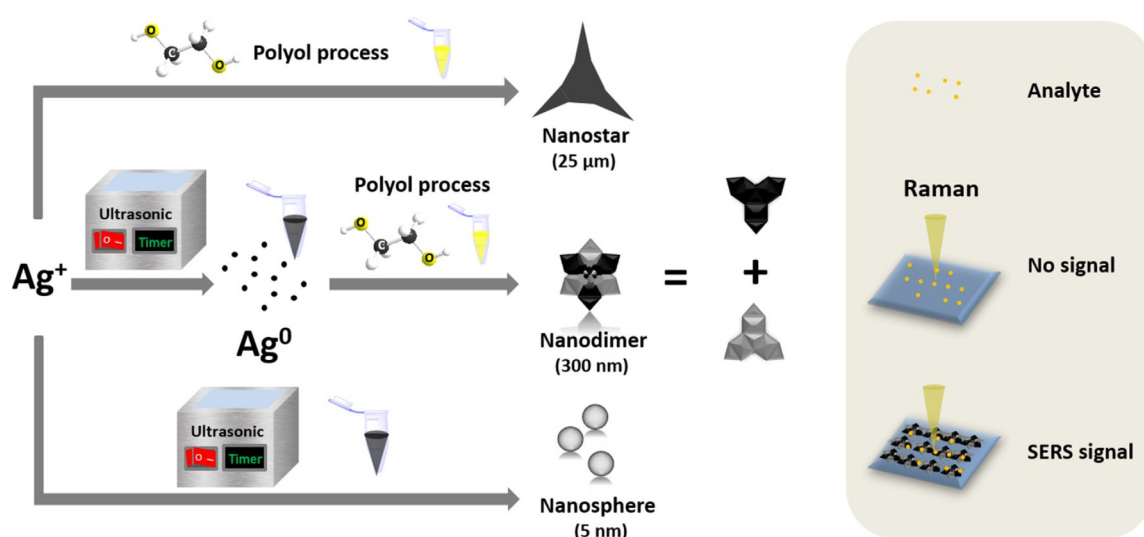 O
C
O
Polyol process
Nanostar
(25 μm)
Analyte
Polyol process
O
C
O
Ultrasonic
O
Timer
Raman
Ag⁺
Ag⁰
+
=
No signal
Nanodimer
(300 nm)
Ultrasonic
O
Timer
SERS signal
Nanosphere
(5 nm)